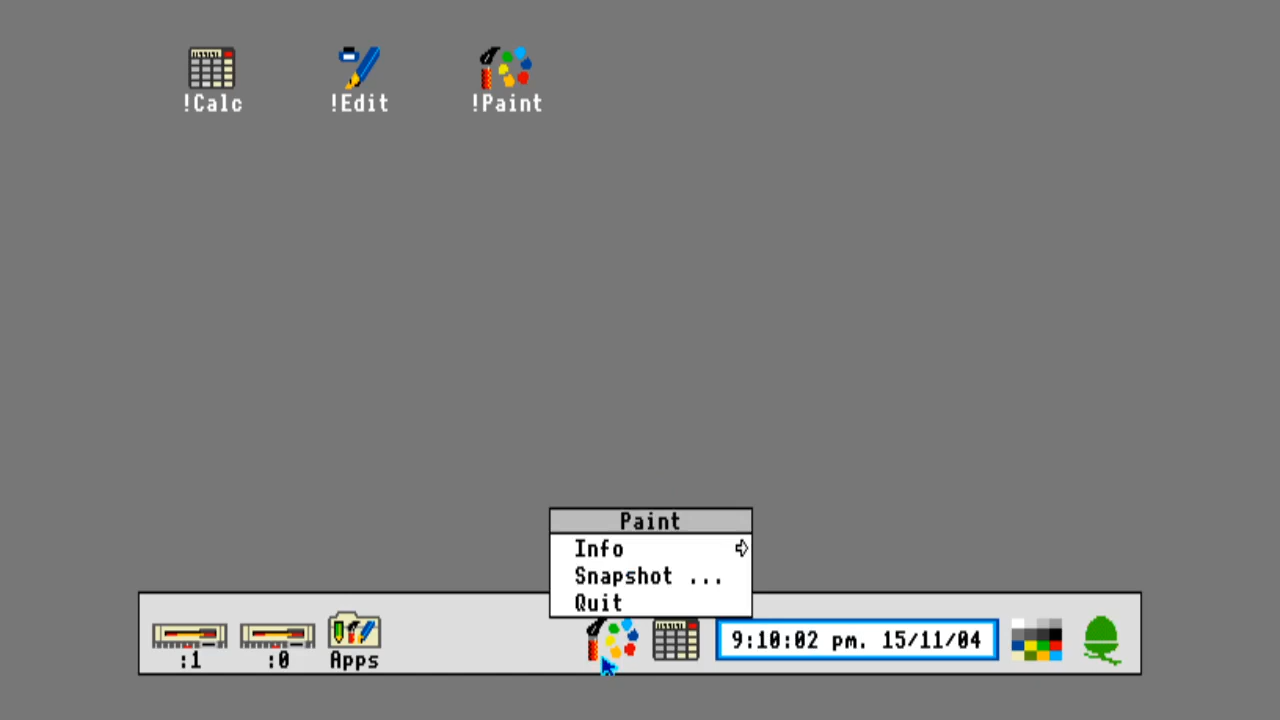 !Calc !Edit !Paint
Paint
Info
Snapshot ...
Quit
:1 :0 Apps 9:10:02 pm. 15/11/04